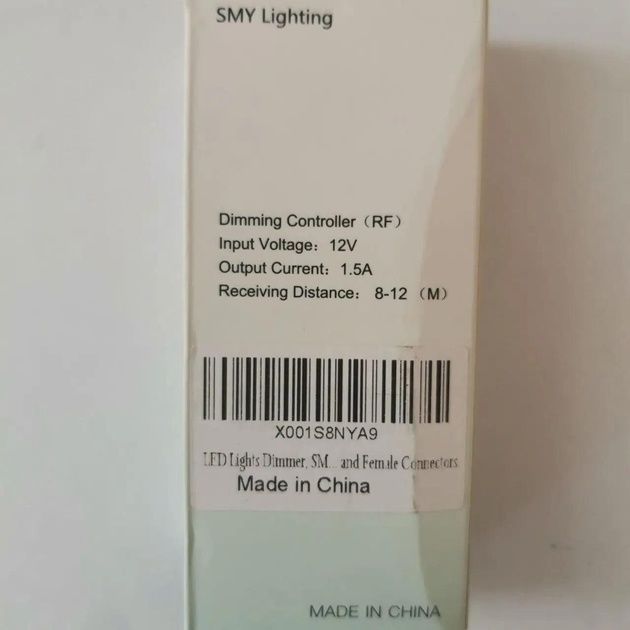 SMY Lighting
Dimming Controller（RF）
Input Voltage：12V
Output Current：1.5A
Receiving Distance： 8-12 （M）
X001S8NYA9
LED Lights Dimmer, SM... and Female Connectors
Made in China
MADE IN CHINA